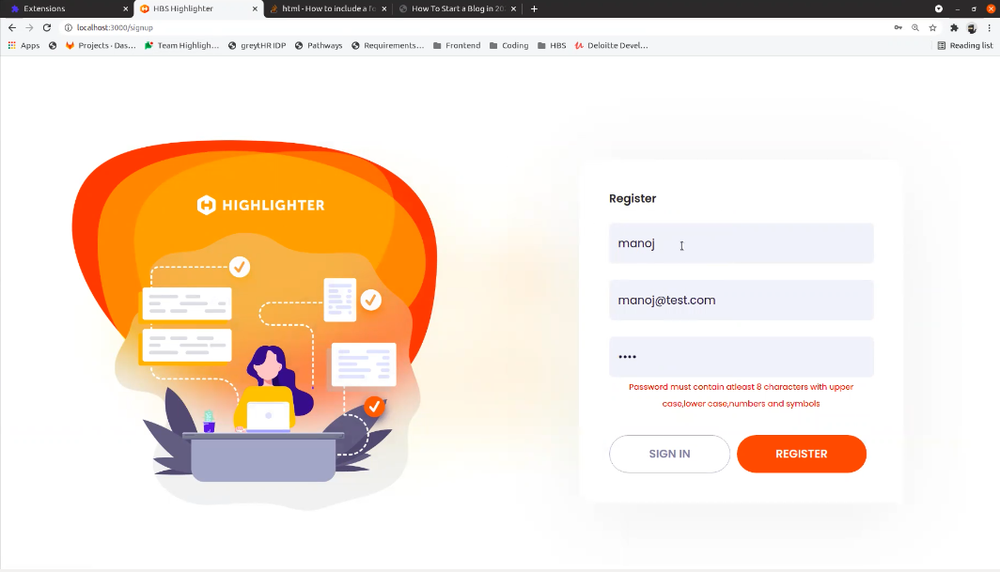 Extensions
HBS Highlighter
html - How to include a fo
How To Start a Blog in 202
localhost:3000/signup
Apps
Projects · Das...
Team Highligh...
greytHR IDP
Pathways
Requirements...
Frontend
Coding
HBS
Deloitte Devel...
Reading list
HIGHLIGHTER
Register
manoj
manoj@test.com
••••
Password must contain atleast 8 characters with upper
case,lower case,numbers and symbols
SIGN IN
REGISTER